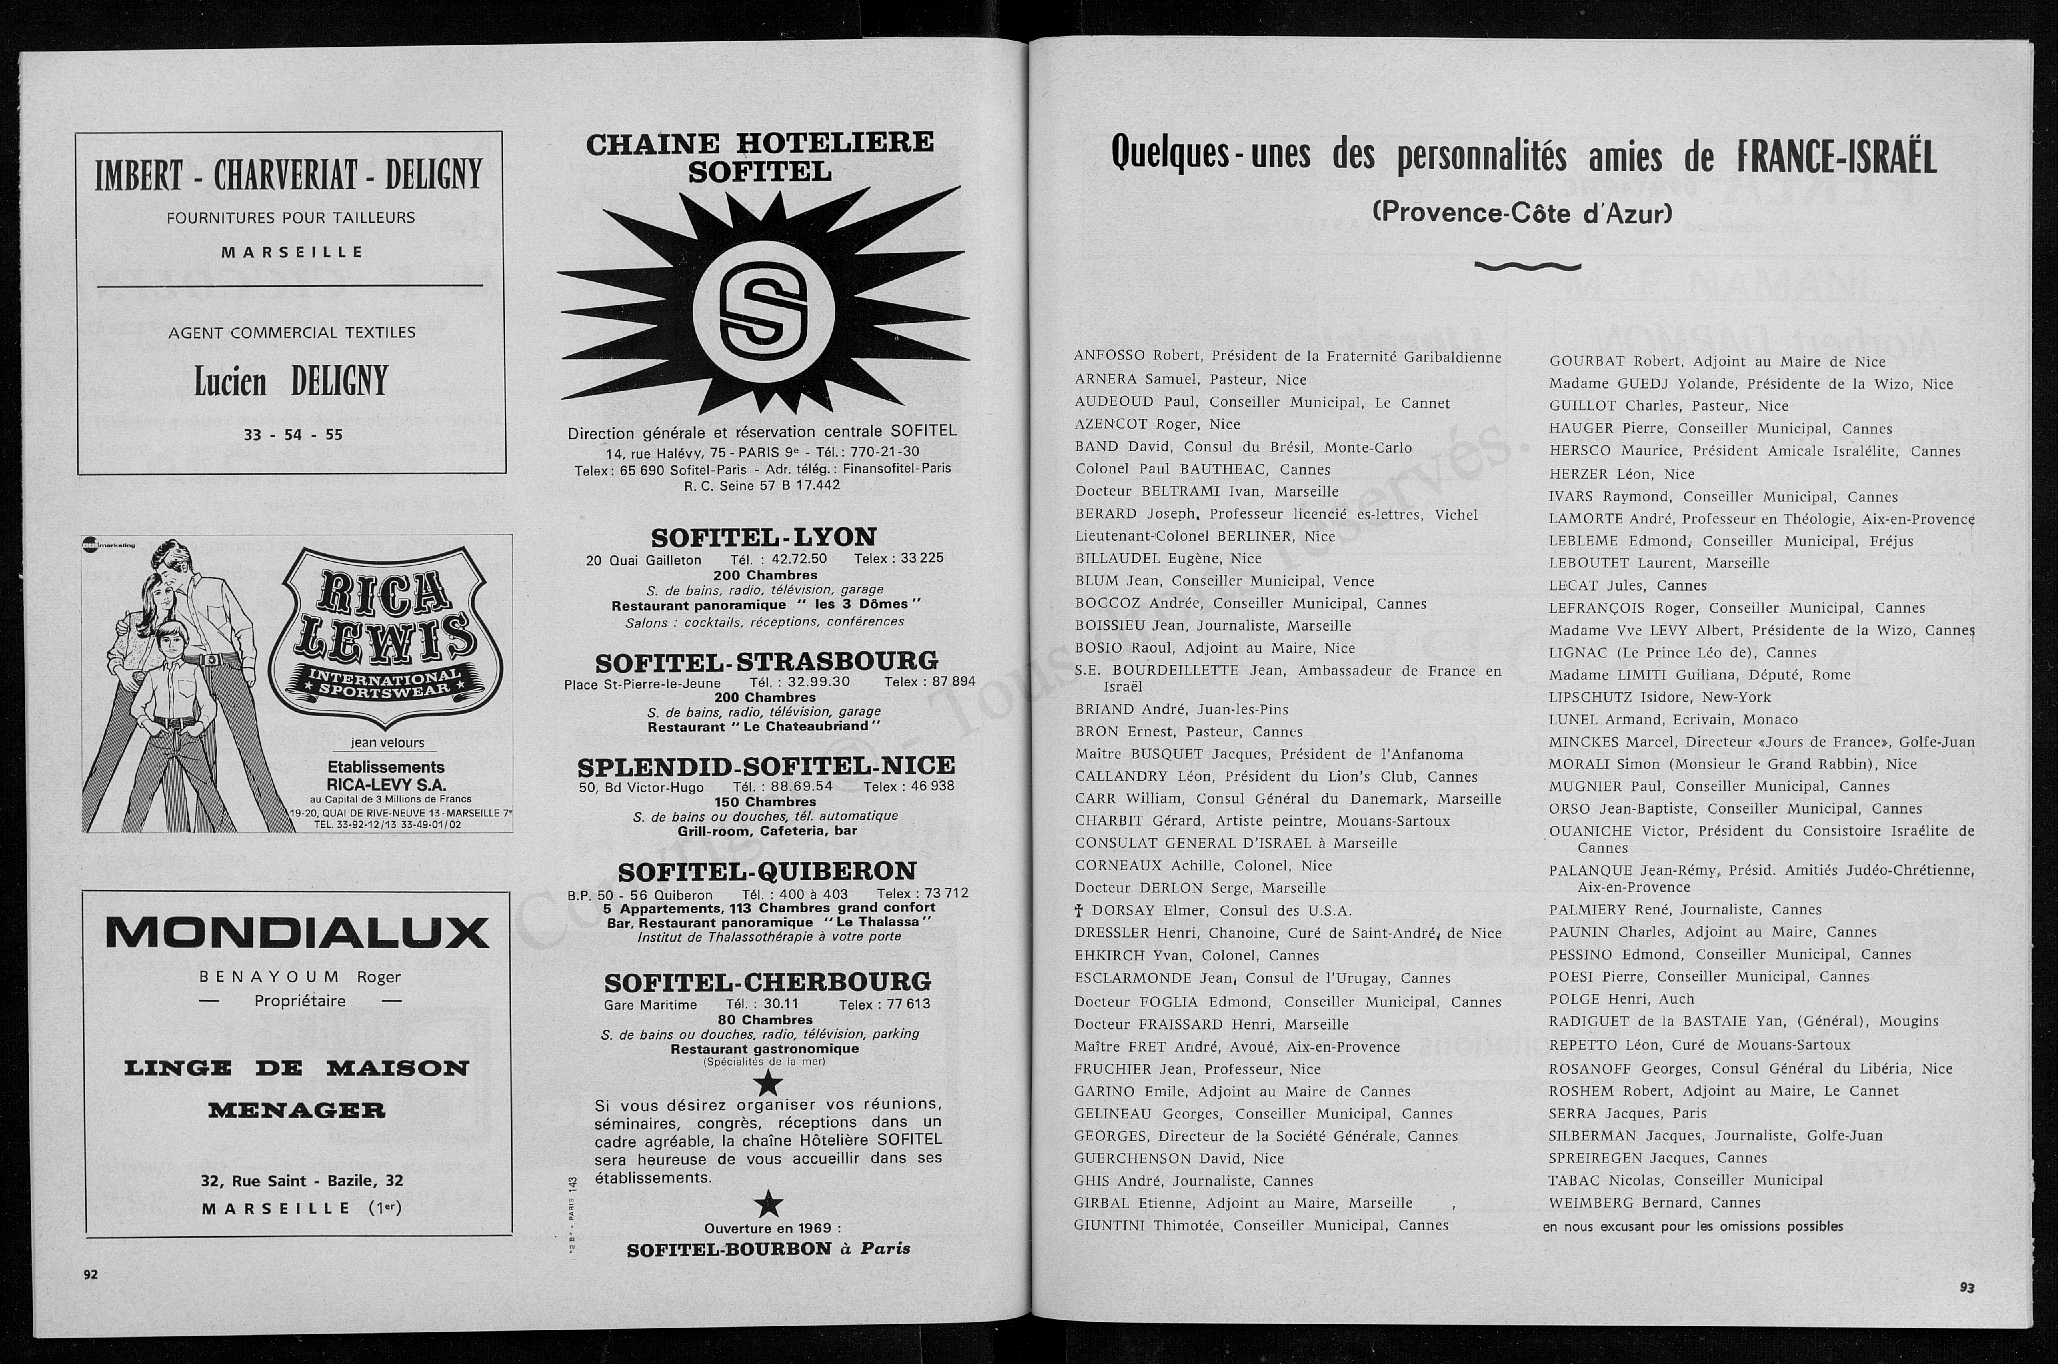 IMBERT - CHARVERIAT - DELIGNY
FOURNITURES POUR TAILLEURS
MARSEILLE
AGENT COMMERCIAL TEXTILES
Lucien DELIGNY
33 - 54 - 55
marketing
RICA
LEWIS
INTERNATIONAL
SPORTSWEAR
jean velours
Etablissements
RICA-LEVY S.A.
au Capital de 3 Millions de Francs
19-20, QUAI DE RIVE-NEUVE 13 - MARSEILLE 7e
TEL. 33-92-12/13 33-49-01/02
MONDIALUX
BENAYOUM Roger
— Propriétaire —
LINGE DE MAISON
MENAGER
32, Rue Saint - Bazile, 32
MARSEILLE (1er)
92
CHAINE HOTELIERE
SOFITEL
S
Direction générale et réservation centrale SOFITEL
14, rue Halévy, 75 - PARIS 9e - Tél. : 770-21-30
Telex : 65 690 Sofitel-Paris - Adr. télég. : Finansofitel-Paris
R. C. Seine 57 B 17.442
SOFITEL-LYON
20 Quai Gailleton Tél. : 42.72.50 Telex : 33 225
200 Chambres
S. de bains, radio, télévision, garage
Restaurant panoramique " les 3 Dômes "
Salons : cocktails, réceptions, conférences
SOFITEL-STRASBOURG
Place St-Pierre-le-Jeune Tél. : 32.99.30 Telex : 87 894
200 Chambres
S. de bains, radio, télévision, garage
Restaurant " Le Chateaubriand "
SPLENDID-SOFITEL-NICE
50, Bd Victor-Hugo Tél. : 88.69.54 Telex : 46 938
150 Chambres
S. de bains ou douches, tél. automatique
Grill-room, Cafeteria, bar
SOFITEL-QUIBERON
B.P. 50 - 56 Quiberon Tél. : 400 à 403 Telex : 73 712
5 Appartements, 113 Chambres grand confort
Bar, Restaurant panoramique " Le Thalassa "
Institut de Thalassothérapie à votre porte
SOFITEL-CHERBOURG
Gare Maritime Tél. : 30.11 Telex : 77 613
80 Chambres
S. de bains ou douches, radio, télévision, parking
Restaurant gastronomique
(Spécialités de la mer)
Si vous désirez organiser vos réunions,
séminaires, congrès, réceptions dans un
cadre agréable, la chaîne Hôtelière SOFITEL
sera heureuse de vous accueillir dans ses
établissements.
Ouverture en 1969 :
SOFITEL-BOURBON à Paris
"2 B" - PARIS 143
Quelques-unes des personnalités amies de FRANCE-ISRAËL
(Provence-Côte d'Azur)
ANFOSSO Robert, Président de la Fraternité Garibaldienne
ARNERA Samuel, Pasteur, Nice
AUDEOUD Paul, Conseiller Municipal, Le Cannet
AZENCOT Roger, Nice
BAND David, Consul du Brésil, Monte-Carlo
Colonel Paul BAUTHEAC, Cannes
Docteur BELTRAMI Ivan, Marseille
BERARD Joseph, Professeur licencié es-lettres, Vichel
Lieutenant-Colonel BERLINER, Nice
BILLAUDEL Eugène, Nice
BLUM Jean, Conseiller Municipal, Vence
BOCCOZ Andrée, Conseiller Municipal, Cannes
BOISSIEU Jean, Journaliste, Marseille
BOSIO Raoul, Adjoint au Maire, Nice
S.E. BOURDEILLETTE Jean, Ambassadeur de France en
Israël
BRIAND André, Juan-les-Pins
BRON Ernest, Pasteur, Cannes
Maître BUSQUET Jacques, Président de l'Anfanoma
CALLANDRY Léon, Président du Lion's Club, Cannes
CARR William, Consul Général du Danemark, Marseille
CHARBIT Gérard, Artiste peintre, Mouans-Sartoux
CONSULAT GENERAL D'ISRAEL à Marseille
CORNEAUX Achille, Colonel, Nice
Docteur DERLON Serge, Marseille
✝ DORSAY Elmer, Consul des U.S.A.
DRESSLER Henri, Chanoine, Curé de Saint-André, de Nice
EHKIRCH Yvan, Colonel, Cannes
ESCLARMONDE Jean, Consul de l'Urugay, Cannes
Docteur FOGLIA Edmond, Conseiller Municipal, Cannes
Docteur FRAISSARD Henri, Marseille
Maître FRET André, Avoué, Aix-en-Provence
FRUCHIER Jean, Professeur, Nice
GARINO Emile, Adjoint au Maire de Cannes
GELINEAU Georges, Conseiller Municipal, Cannes
GEORGES, Directeur de la Société Générale, Cannes
GUERCHENSON David, Nice
GHIS André, Journaliste, Cannes
GIRBAL Etienne, Adjoint au Maire, Marseille
GIUNTINI Thimotée, Conseiller Municipal, Cannes
GOURBAT Robert, Adjoint au Maire de Nice
Madame GUEDJ Yolande, Présidente de la Wizo, Nice
GUILLOT Charles, Pasteur, Nice
HAUGER Pierre, Conseiller Municipal, Cannes
HERSCO Maurice, Président Amicale Isralélite, Cannes
HERZER Léon, Nice
IVARS Raymond, Conseiller Municipal, Cannes
LAMORTE André, Professeur en Théologie, Aix-en-Provence
LEBLEME Edmond, Conseiller Municipal, Fréjus
LEBOUTET Laurent, Marseille
LECAT Jules, Cannes
LEFRANÇOIS Roger, Conseiller Municipal, Cannes
Madame Vve LEVY Albert, Présidente de la Wizo, Cannes
LIGNAC (Le Prince Léo de), Cannes
Madame LIMITI Guiliana, Député, Rome
LIPSCHUTZ Isidore, New-York
LUNEL Armand, Ecrivain, Monaco
MINCKES Marcel, Directeur «Jours de France», Golfe-Juan
MORALI Simon (Monsieur le Grand Rabbin), Nice
MUGNIER Paul, Conseiller Municipal, Cannes
ORSO Jean-Baptiste, Conseiller Municipal, Cannes
OUANICHE Victor, Président du Consistoire Israélite de
Cannes
PALANQUE Jean-Rémy, Présid. Amitiés Judéo-Chrétienne,
Aix-en-Provence
PALMIERY René, Journaliste, Cannes
PAUNIN Charles, Adjoint au Maire, Cannes
PESSINO Edmond, Conseiller Municipal, Cannes
POESI Pierre, Conseiller Municipal, Cannes
POLGE Henri, Auch
RADIGUET de la BASTAIE Yan, (Général), Mougins
REPETTO Léon, Curé de Mouans-Sartoux
ROSANOFF Georges, Consul Général du Libéria, Nice
ROSHEM Robert, Adjoint au Maire, Le Cannet
SERRA Jacques, Paris
SILBERMAN Jacques, Journaliste, Golfe-Juan
SPREIREGEN Jacques, Cannes
TABAC Nicolas, Conseiller Municipal
WEIMBERG Bernard, Cannes
en nous excusant pour les omissions possibles
93
© - Tous droits réservés.